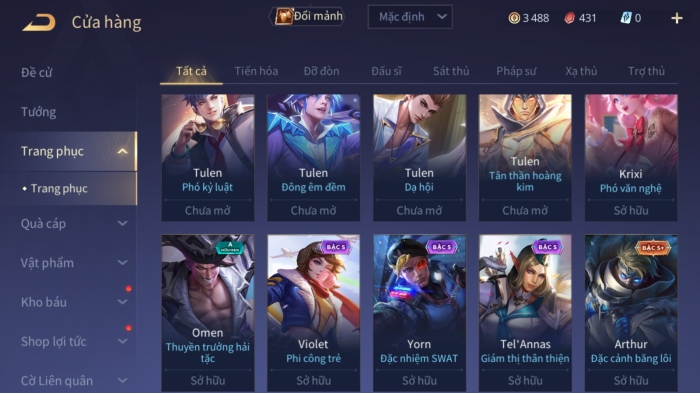 Cửa hàng
Đổi mảnh
Mặc định
3 488
431
0
Đề cử
Tướng
Trang phục
Trang phục
Quà cáp
Vật phẩm
Kho báu
Shop lợi tức
Cờ Liên quân
Tất cả
Tiến hóa
Đỡ đòn
Đấu sĩ
Sát thủ
Pháp sư
Xạ thủ
Trợ thủ
Tulen
Phó kỷ luật
Chưa mở
Tulen
Đông êm đềm
Chưa mở
Tulen
Dạ hội
Chưa mở
Tulen
Tân thần hoàng
kim
Chưa mở
Krixi
Phó văn nghệ
Sở hữu
A
Omen
Thuyền trưởng hải
tặc
Sở hữu
BẬC S
Violet
Phi công trẻ
Sở hữu
BẬC S
Yorn
Đặc nhiệm SWAT
Sở hữu
BẬC S
Tel'Annas
Giám thị thân thiện
Sở hữu
BẬC S+
Arthur
Đặc cảnh băng lôi
Sở hữu